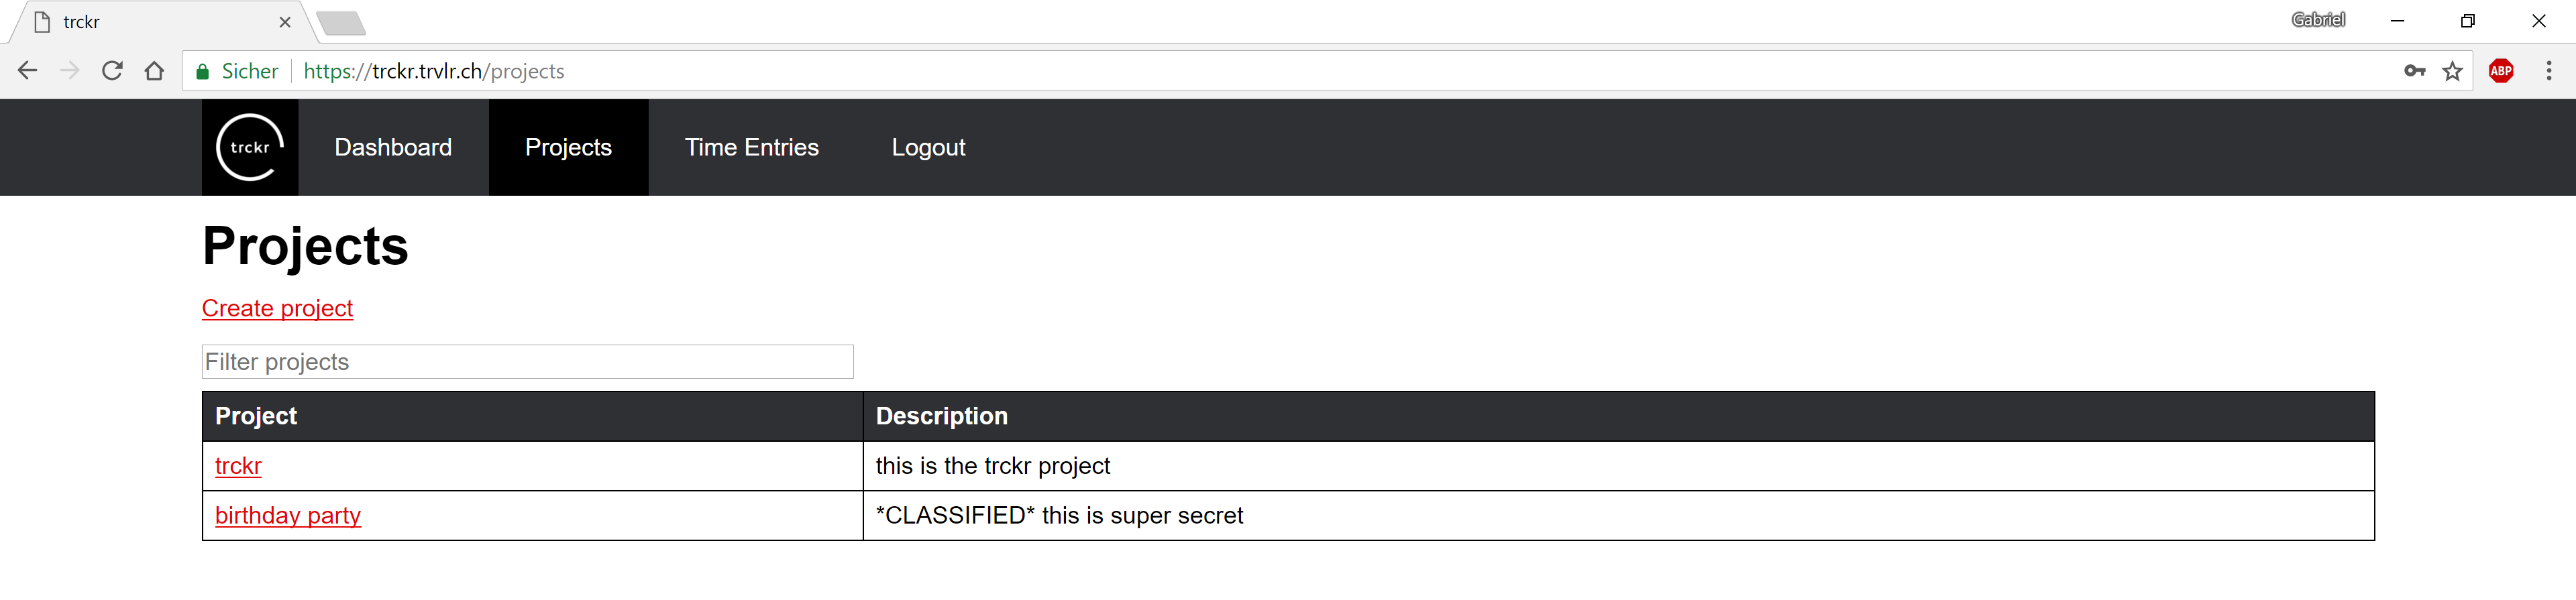 trckr
Gabriel
Sicher https://trckr.trvlr.ch/projects
ABP
trckr Dashboard Projects Time Entries Logout
Projects
Create project
Filter projects
Project Description
trckr this is the trckr project
birthday party *CLASSIFIED* this is super secret